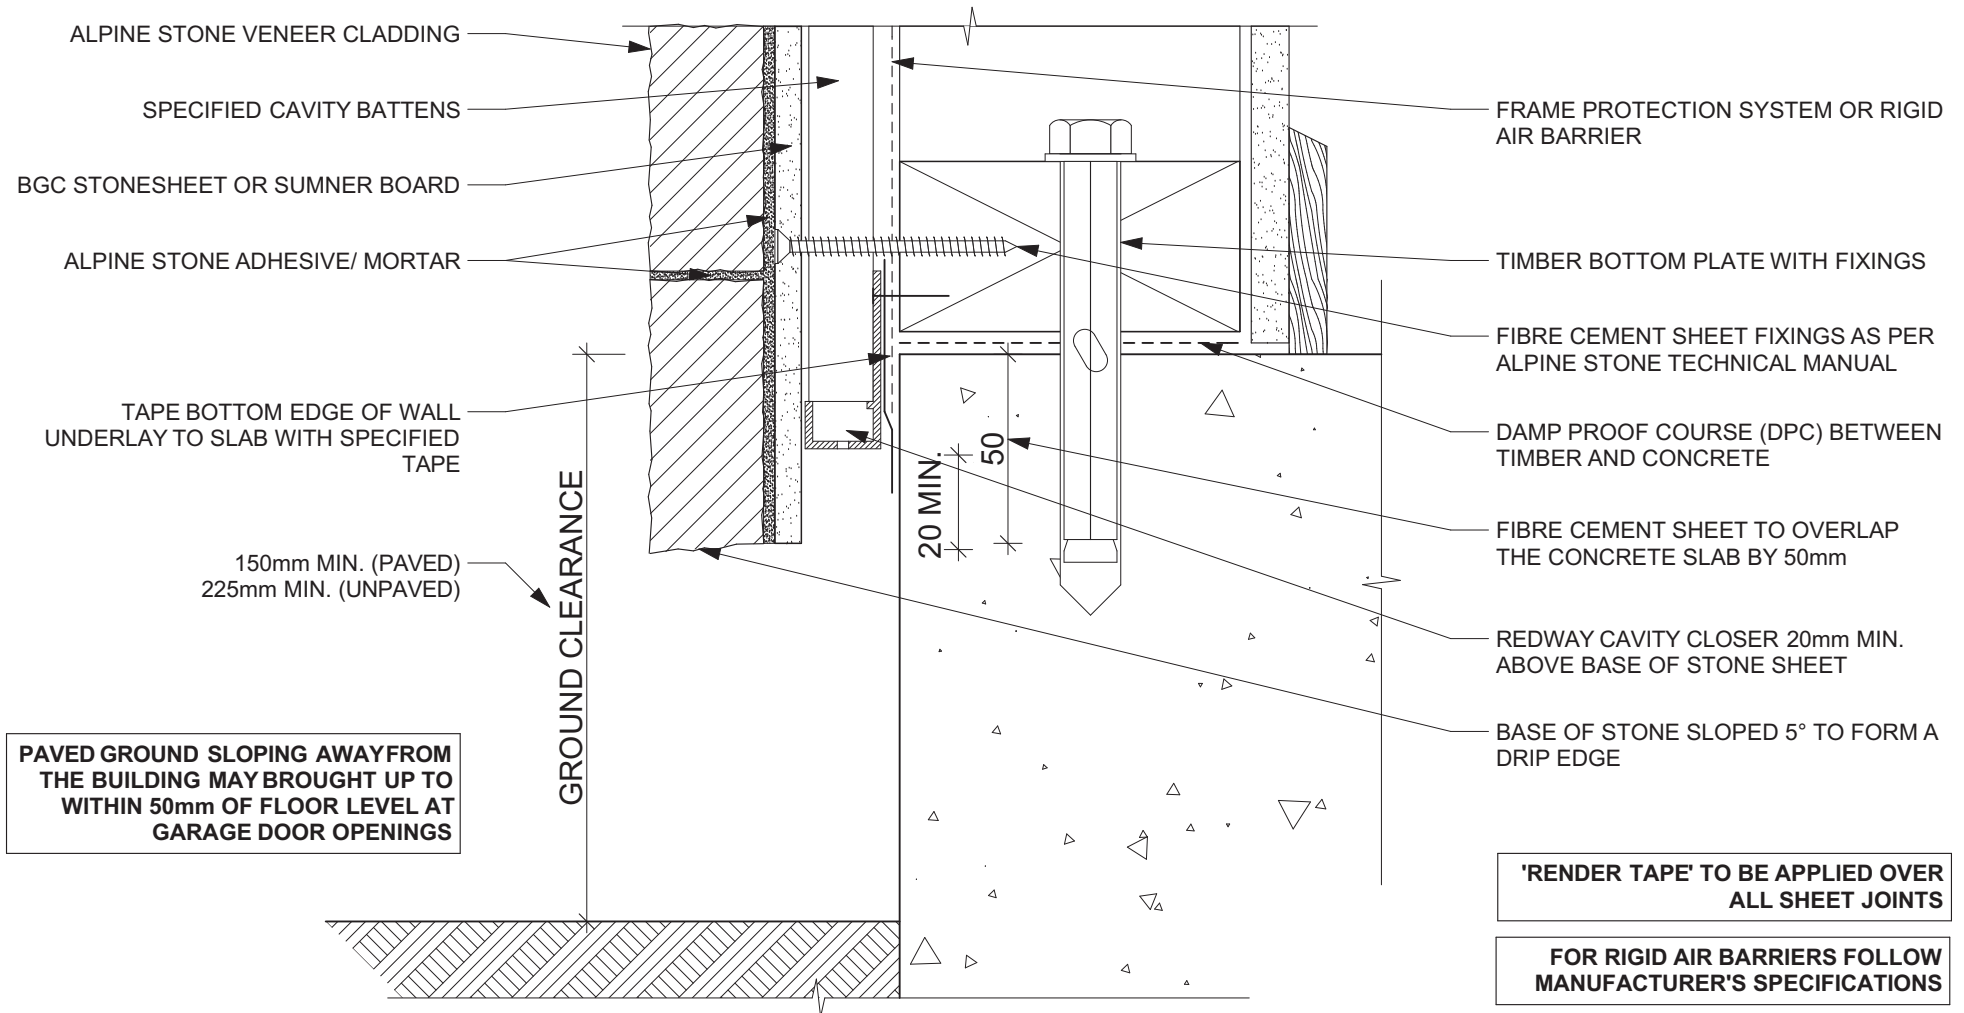 ALPINE STONE VENEER CLADDING
SPECIFIED CAVITY BATTENS
BGC STONESHEET OR SUMNER BOARD
ALPINE STONE ADHESIVE/ MORTAR
TAPE BOTTOM EDGE OF WALL
UNDERLAY TO SLAB WITH SPECIFIED
TAPE
150mm MIN. (PAVED)
225mm MIN. (UNPAVED)
GROUND CLEARANCE
PAVED GROUND SLOPING AWAYFROM
THE BUILDING MAY BROUGHT UP TO
WITHIN 50mm OF FLOOR LEVEL AT
GARAGE DOOR OPENINGS
20 MIN.
50
FRAME PROTECTION SYSTEM OR RIGID
AIR BARRIER
TIMBER BOTTOM PLATE WITH FIXINGS
FIBRE CEMENT SHEET FIXINGS AS PER
ALPINE STONE TECHNICAL MANUAL
DAMP PROOF COURSE (DPC) BETWEEN
TIMBER AND CONCRETE
FIBRE CEMENT SHEET TO OVERLAP
THE CONCRETE SLAB BY 50mm
REDWAY CAVITY CLOSER 20mm MIN.
ABOVE BASE OF STONE SHEET
BASE OF STONE SLOPED 5° TO FORM A
DRIP EDGE
'RENDER TAPE' TO BE APPLIED OVER
ALL SHEET JOINTS
FOR RIGID AIR BARRIERS FOLLOW
MANUFACTURER'S SPECIFICATIONS